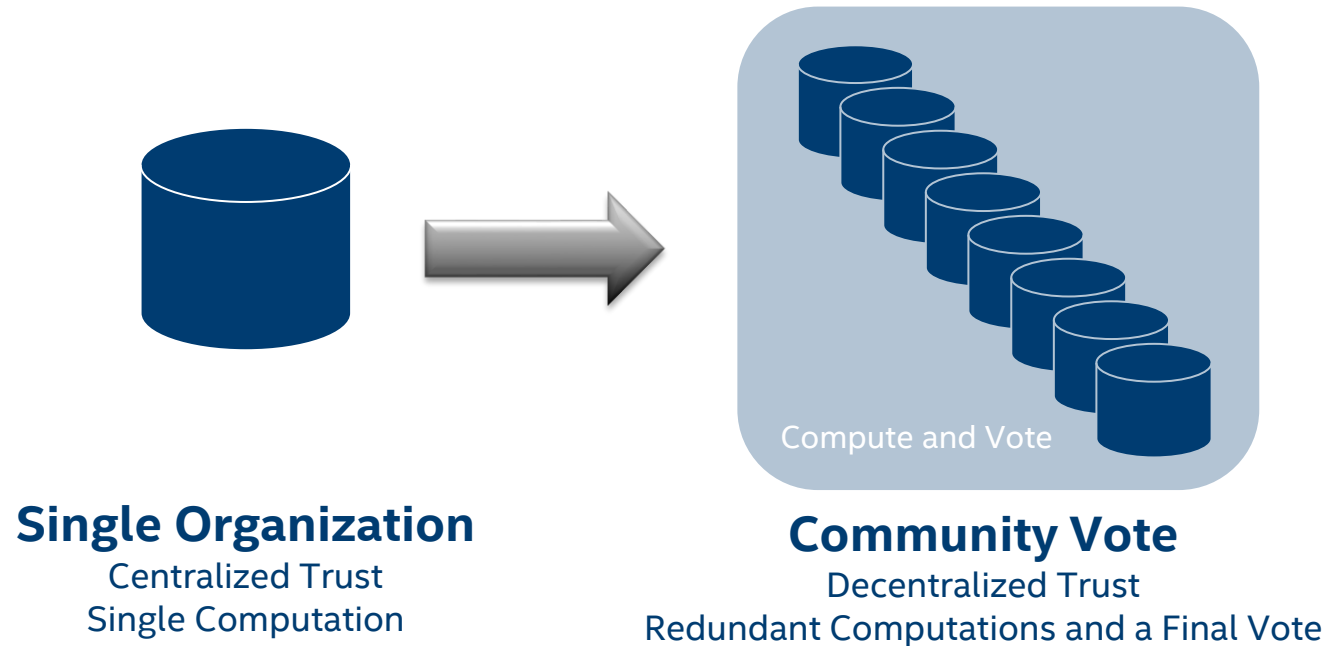 Compute and Vote
Single Organization
Centralized Trust
Single Computation
Community Vote
Decentralized Trust
Redundant Computations and a Final Vote